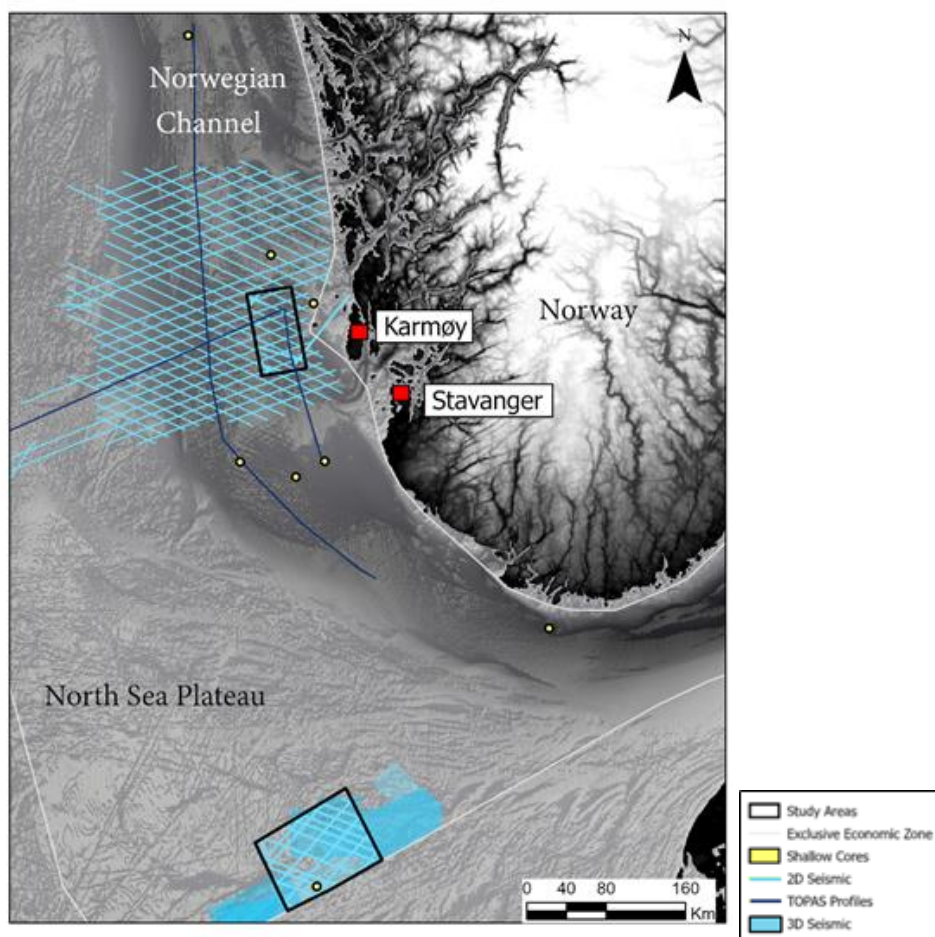 N
Norwegian
Channel
Norway
Karmøy
Stavanger
North Sea Plateau
0 40 80 160
Km
Study Areas
Exclusive Economic Zone
Shallow Cores
2D Seismic
TOPAS Profiles
3D Seismic